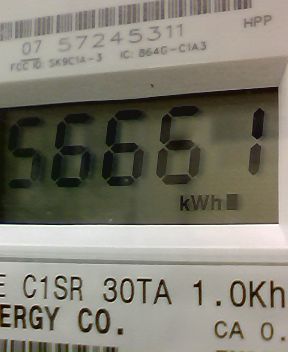 07 57245311
HPP
FCC ID: SK9C1A-3 IC: 864G-C1A3
56661
kWh
C1SR 30TA 1.0Kh
ERGY CO.
CA 0.